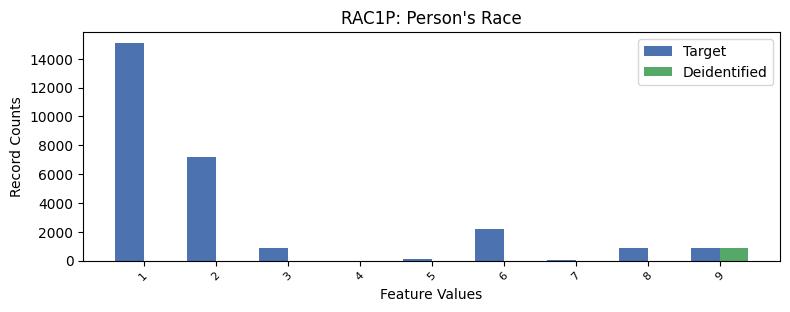 RAC1P: Person's Race
Target
Deidentified
Record Counts
14000
12000
10000
8000
6000
4000
2000
0
1 2 3 4 5 6 7 8 9
Feature Values